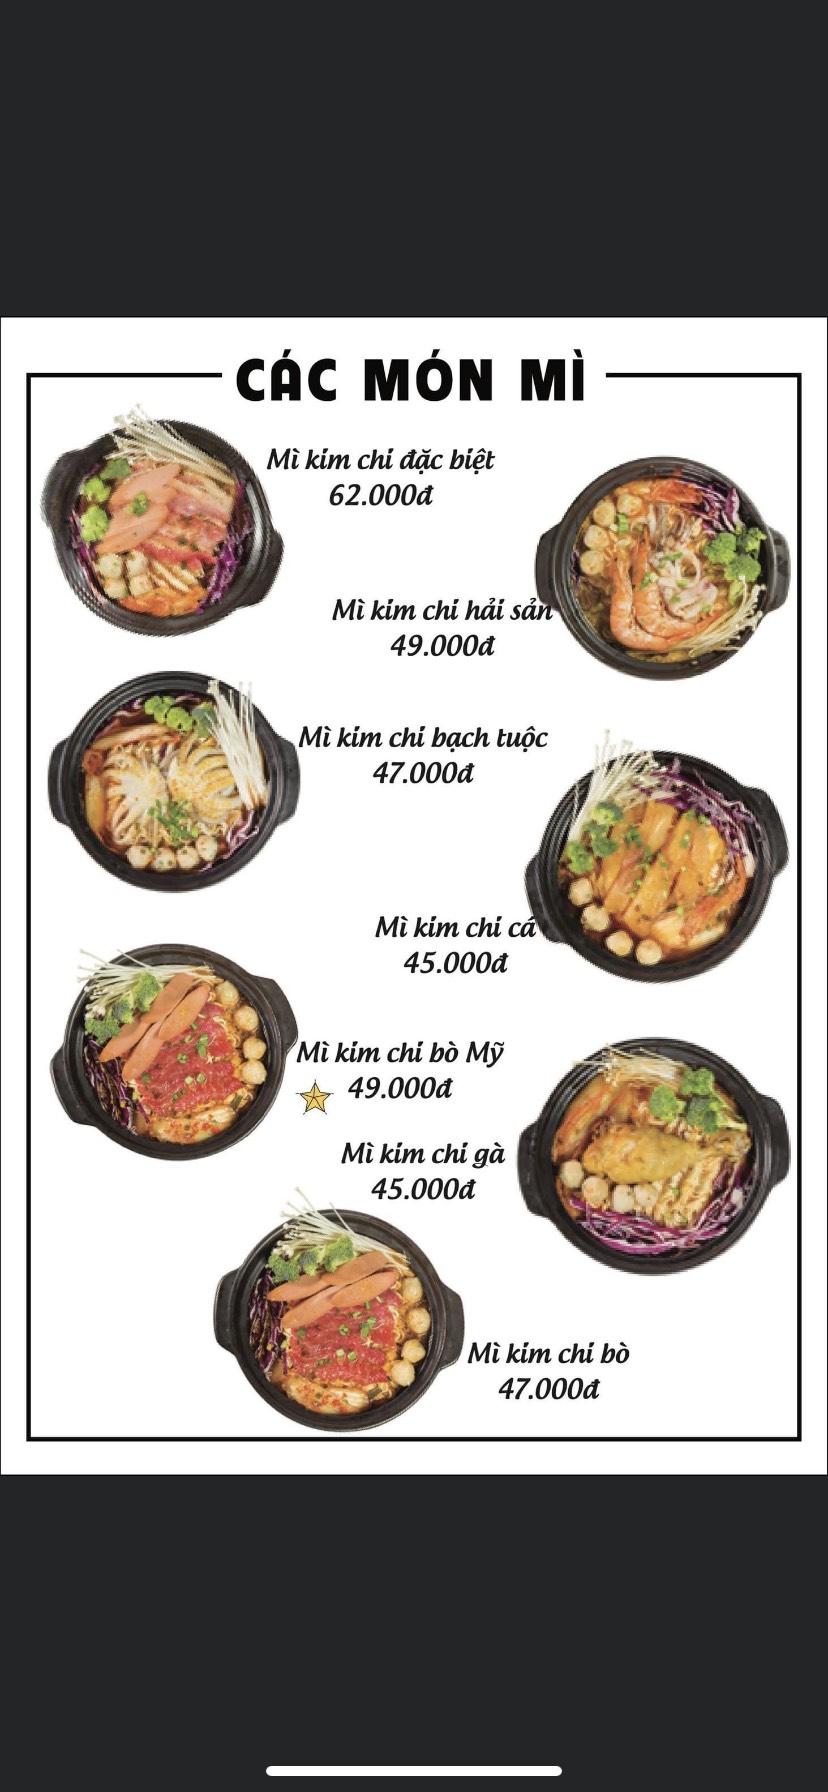 CÁC MÓN MÌ
Mì kim chi đặc biệt
62.000đ
Mì kim chi hải sản
49.000đ
Mì kim chi bạch tuộc
47.000đ
Mì kim chi cá
45.000đ
Mì kim chi bò Mỹ
49.000đ
Mì kim chi gà
45.000đ
Mì kim chi bò
47.000đ